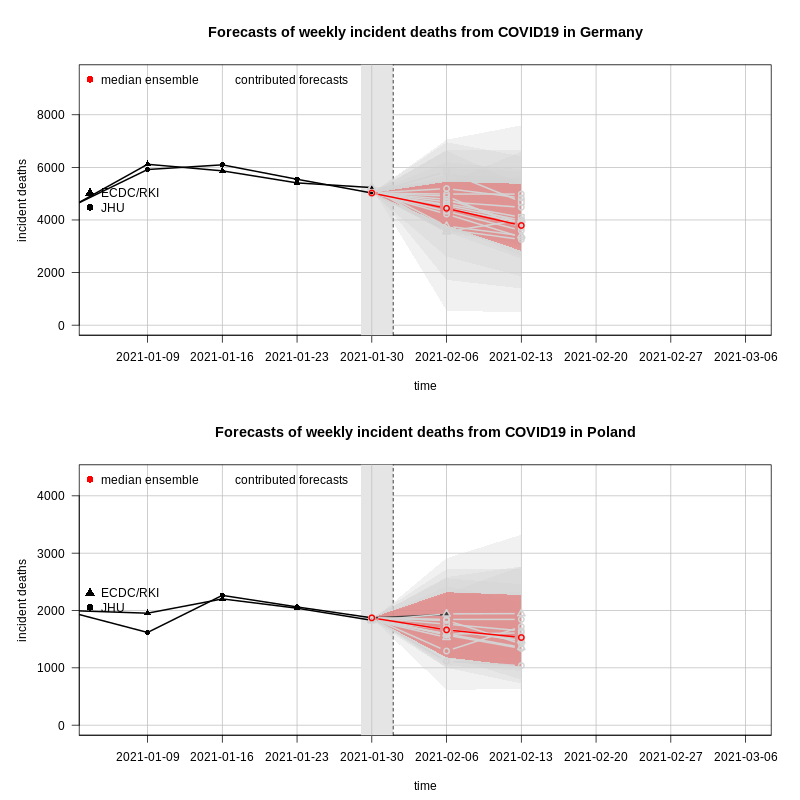 Forecasts of weekly incident deaths from COVID19 in Germany
median ensemble contributed forecasts
8000
6000
ECDC/RKI
JHU
4000
2000
0
incident deaths
2021-01-09 2021-01-16 2021-01-23 2021-01-30 2021-02-06 2021-02-13 2021-02-20 2021-02-27 2021-03-06
time
Forecasts of weekly incident deaths from COVID19 in Poland
median ensemble contributed forecasts
4000
3000
ECDC/RKI
JHU
2000
1000
0
incident deaths
2021-01-09 2021-01-16 2021-01-23 2021-01-30 2021-02-06 2021-02-13 2021-02-20 2021-02-27 2021-03-06
time